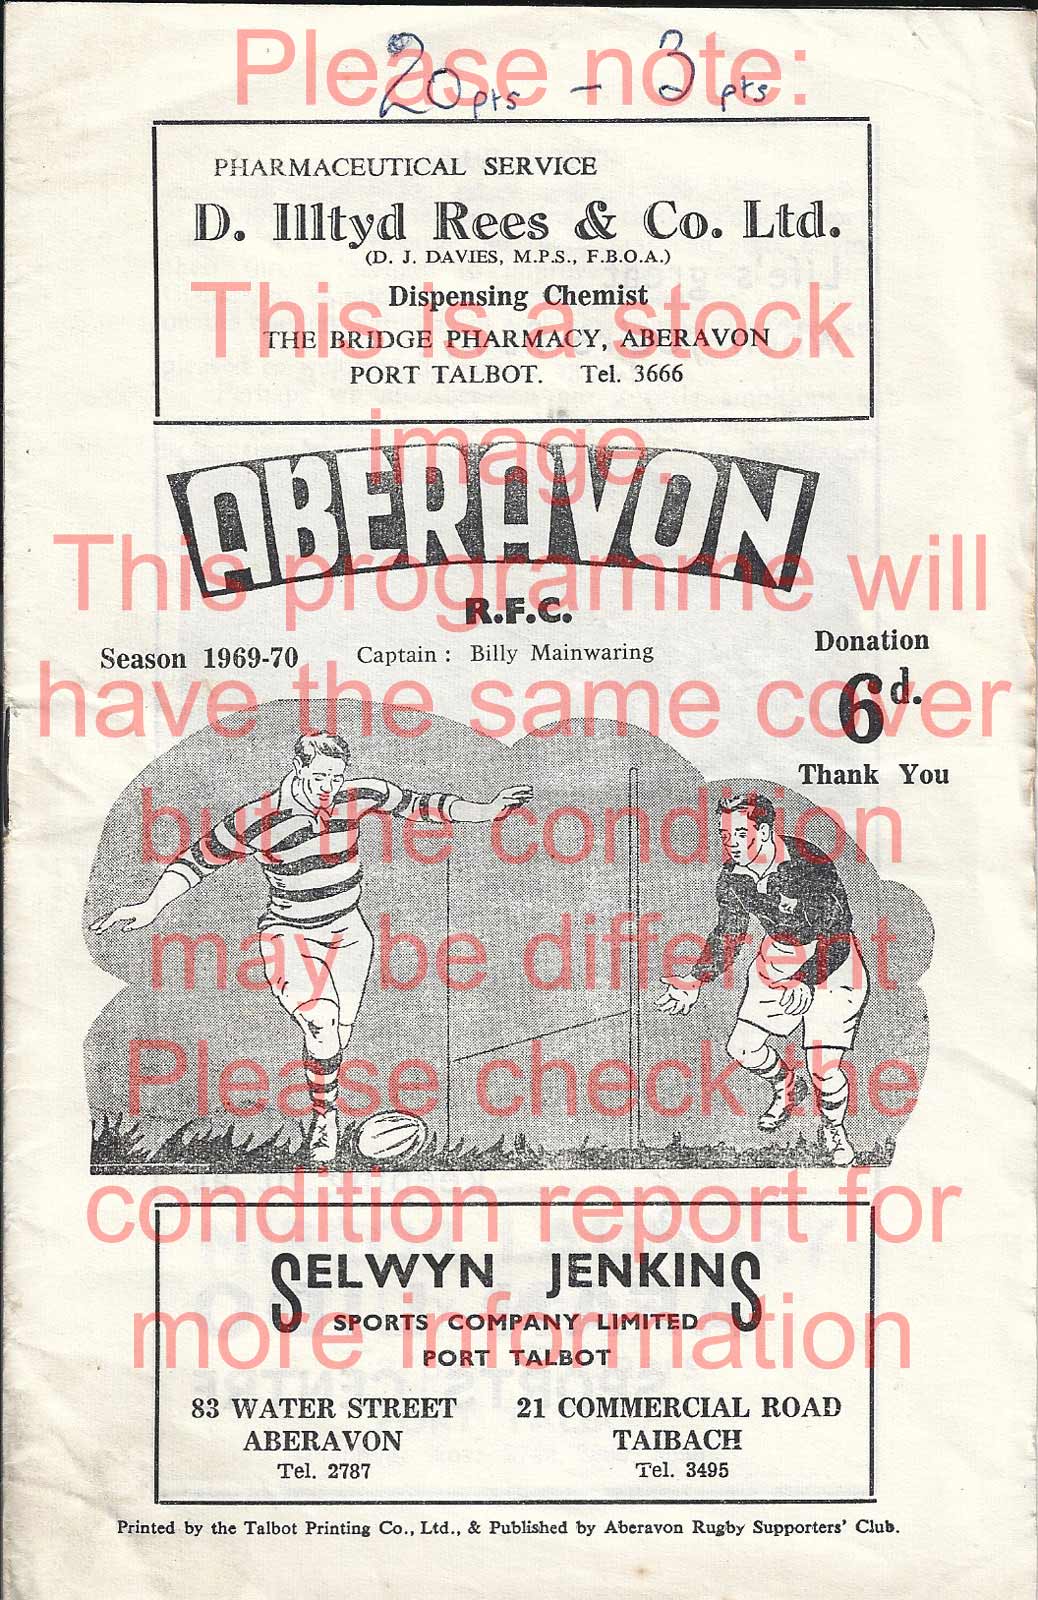 Please note:
20pts - 3pts
PHARMACEUTICAL SERVICE
D. Illtyd Rees & Co. Ltd.
(D. J. DAVIES, M.P.S., F.B.O.A.)
Dispensing Chemist
This is a stock
THE BRIDGE PHARMACY, ABERAVON
PORT TALBOT. Tel. 3666
image.
ABERAVON
This programme will
R.F.C.
Season 1969-70 Captain : Billy Mainwaring
Donation
have the same cover
6d.
Thank You
but the condition
may be different
Please check the
condition report for
SELWYN JENKINS
SPORTS COMPANY LIMITED
more information
PORT TALBOT
83 WATER STREET 21 COMMERCIAL ROAD
ABERAVON TAIBACH
Tel. 2787 Tel. 3495
Printed by the Talbot Printing Co., Ltd., & Published by Aberavon Rugby Supporters' Club.